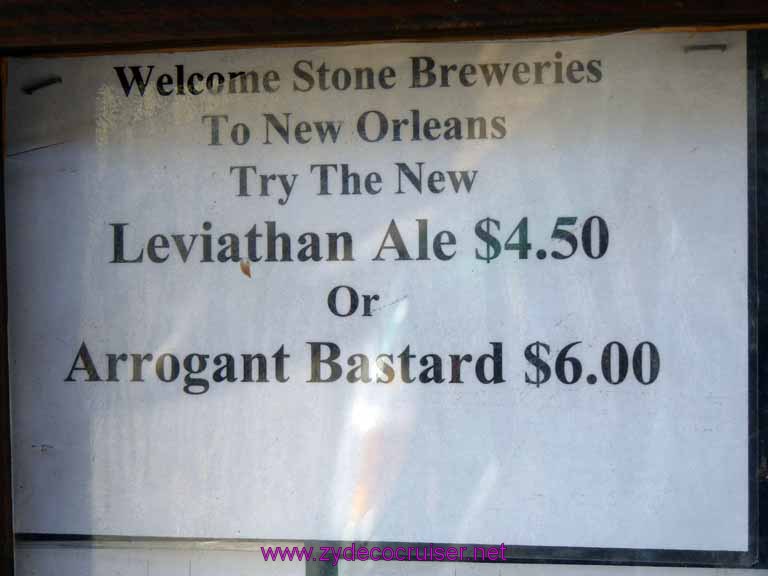 Welcome Stone Breweries
To New Orleans
Try The New
Leviathan Ale $4.50
Or
Arrogant Bastard $6.00
www.zydecocruiser.net